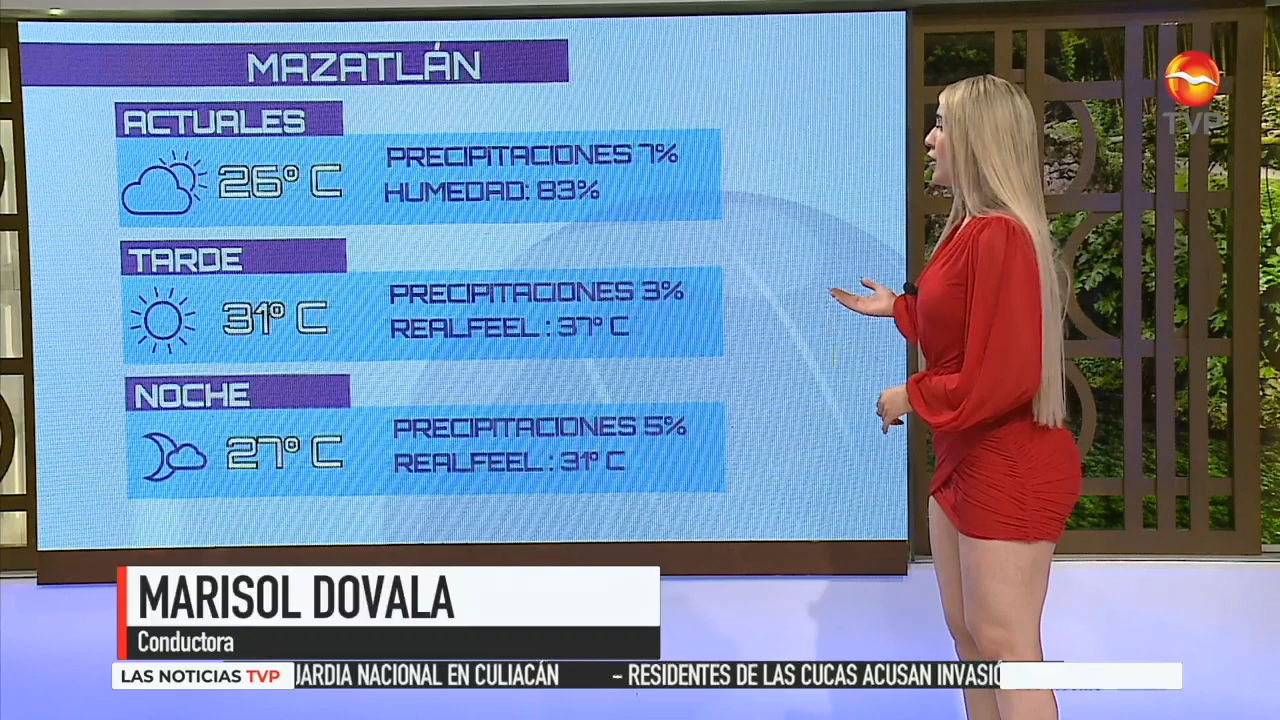 MAZATLÁN
ACTUALES
26° C
PRECIPITACIONES 7%
HUMEDAD: 83%
TARDE
31° C
PRECIPITACIONES 3%
REALFEEL : 37° C
NOCHE
27° C
PRECIPITACIONES 5%
REALFEEL : 31° C
TVP
MARISOL DOVALA
Conductora
LAS NOTICIAS TVP
UARDIA NACIONAL EN CULIACÁN – RESIDENTES DE LAS CUCAS ACUSAN INVASIÓ